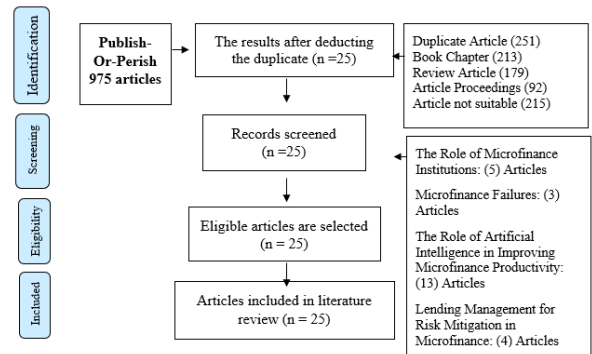 Identification
Publish-
Or-Perish
975 articles
The results after deducting
the duplicate (n =25)
Duplicate Article (251)
Book Chapter (213)
Review Article (179)
Article Proceedings (92)
Article not suitable (215)
Screening
Records screened
(n =25)
The Role of Microfinance
Institutions: (5) Articles
Microfinance Failures: (3)
Articles
The Role of Artificial
Intelligence in Improving
Microfinance Productivity:
(13) Articles
Lending Management for
Risk Mitigation in
Microfinance: (4) Articles
Eligibility
Eligible articles are selected
(n = 25)
Included
Articles included in literature
review (n = 25)